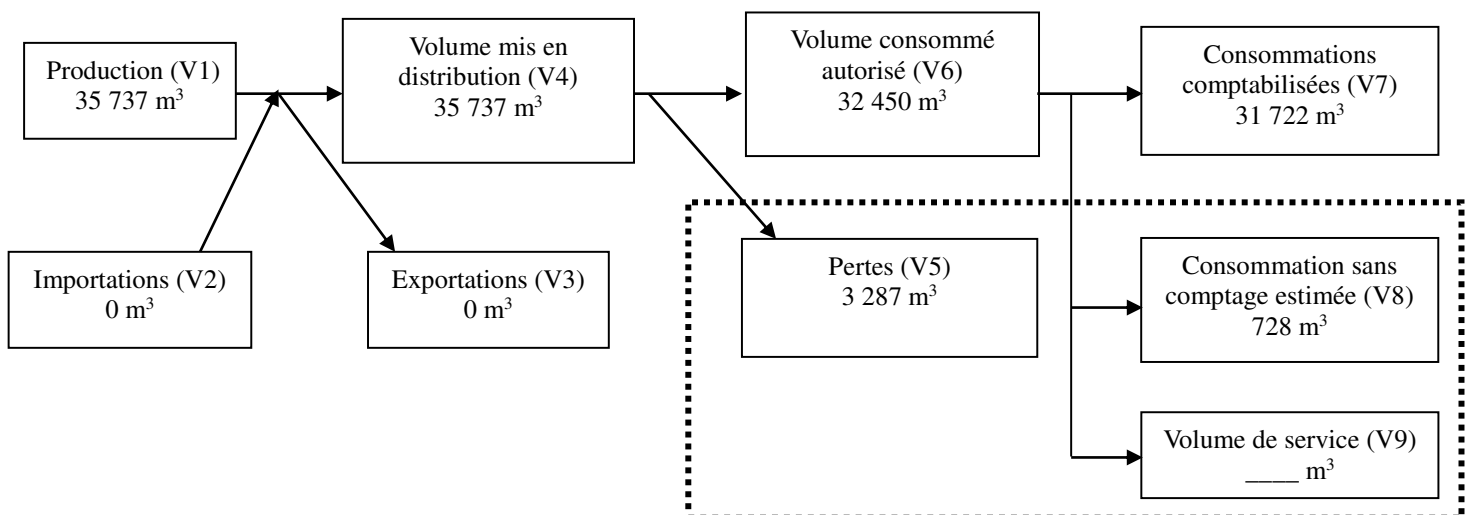 Production (V1)
35 737 m³
Volume mis en
distribution (V4)
35 737 m³
Volume consommé
autorisé (V6)
32 450 m³
Consommations
comptabilisées (V7)
31 722 m³
Importations (V2)
0 m³
Exportations (V3)
0 m³
Pertes (V5)
3 287 m³
Consommation sans
comptage estimée (V8)
728 m³
Volume de service (V9)
____ m³